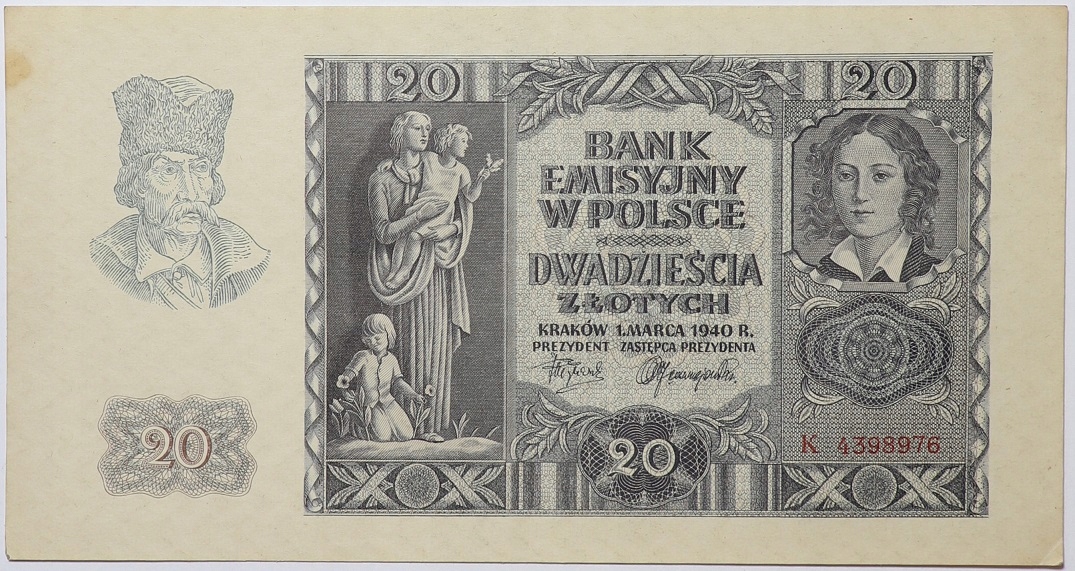 20 20
BANK
EMISYJNY
W POLSCE
DWADZIEŚCIA
ZŁOTYCH
KRAKÓW 1.MARCA 1940 R.
PREZYDENT ZASTĘPCA PREZYDENTA
20
20
K 4398976